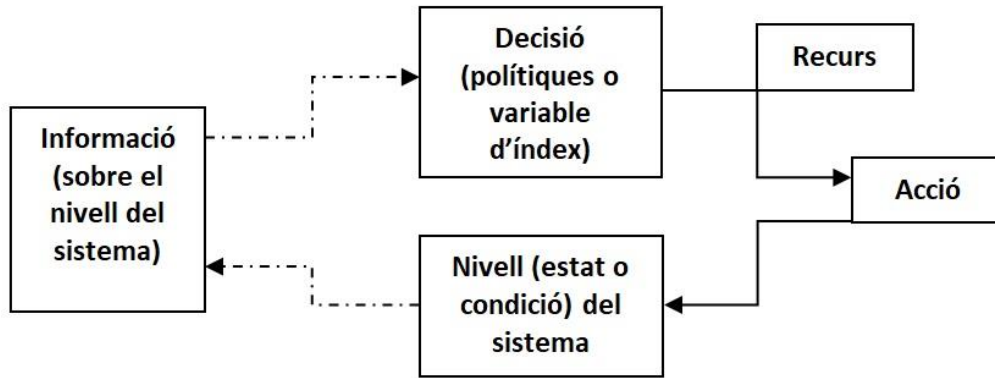 Decisió
(polítiques o
variable
d’índex)
Recurs
Informació
(sobre el
nivell del
sistema)
Acció
Nivell (estat o
condició) del
sistema